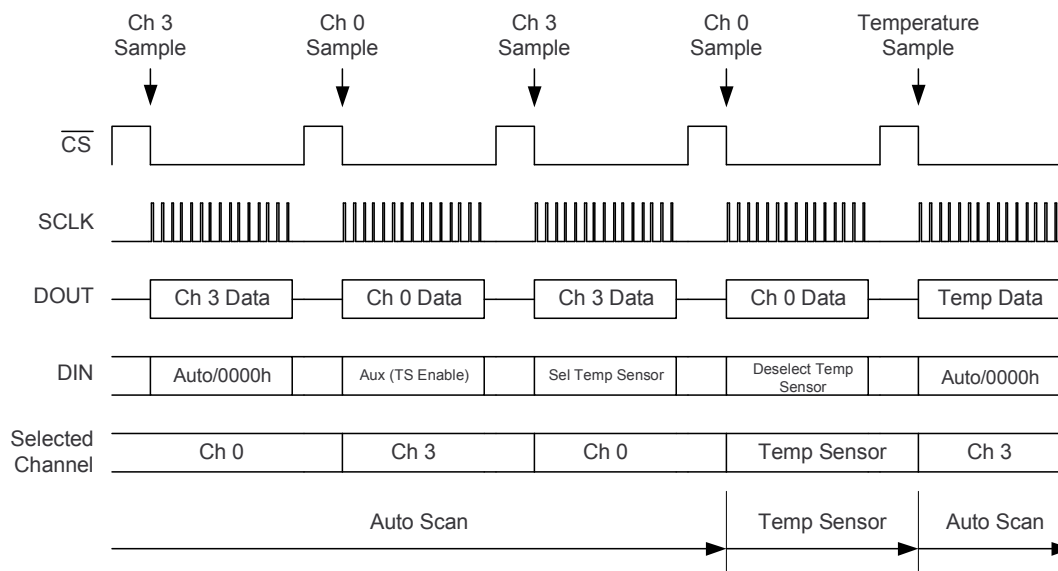 Ch 3
Sample
Ch 0
Sample
Ch 3
Sample
Ch 0
Sample
Temperature
Sample
CS
SCLK
DOUT
Ch 3 Data
Ch 0 Data
Ch 3 Data
Ch 0 Data
Temp Data
DIN
Auto/0000h
Aux (TS Enable)
Sel Temp Sensor
Deselect Temp
Sensor
Auto/0000h
Selected
Channel
Ch 0
Ch 3
Ch 0
Temp Sensor
Ch 3
Auto Scan
Temp Sensor
Auto Scan